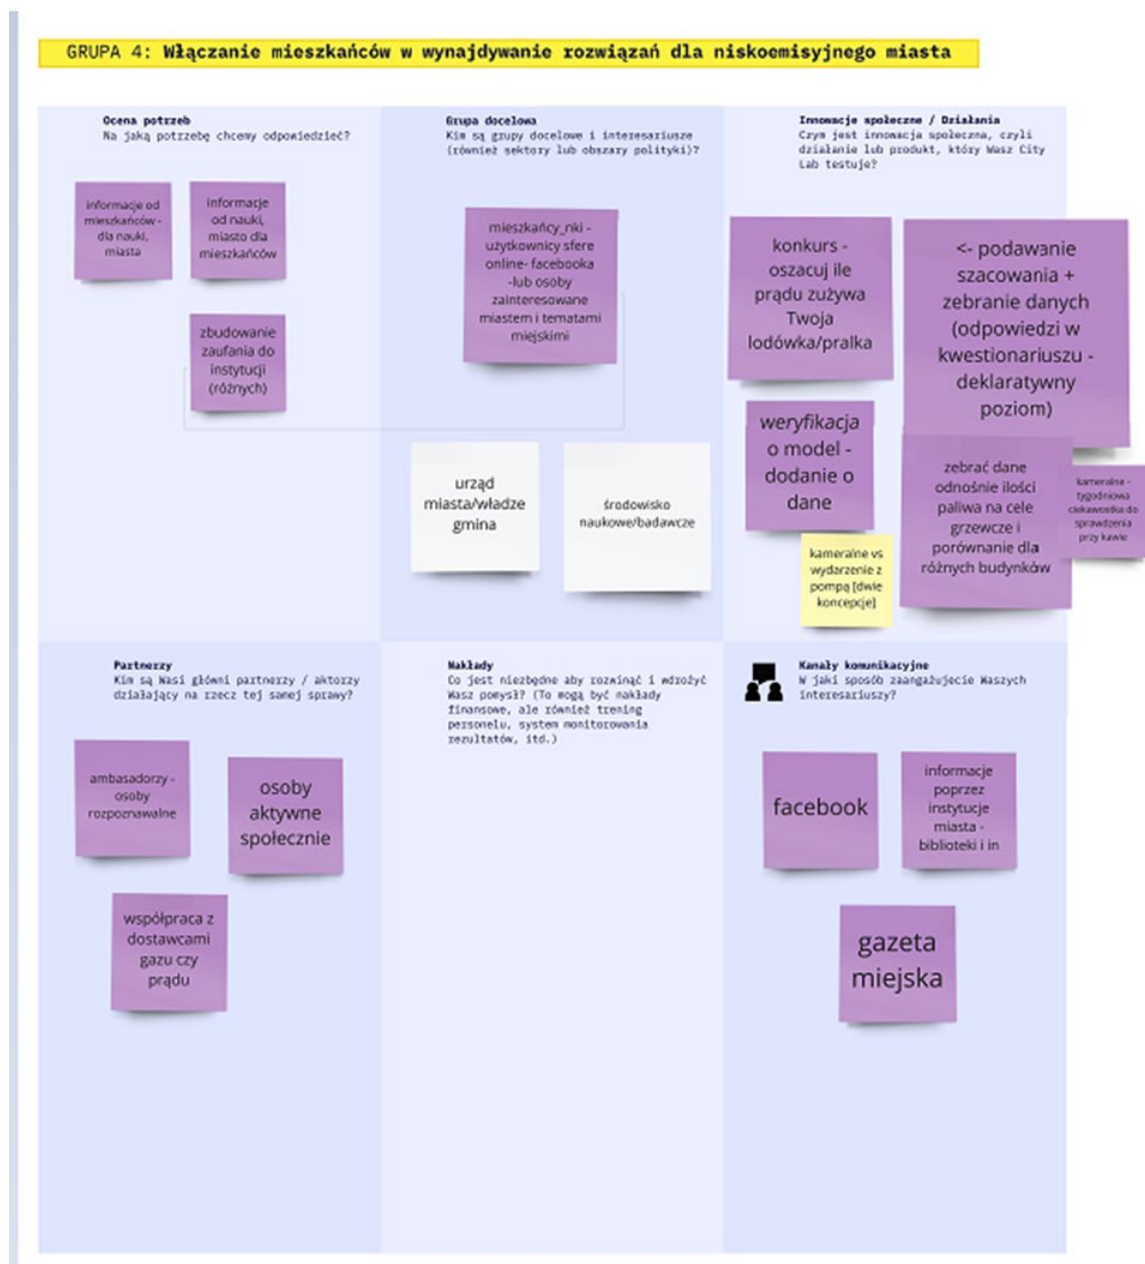 GRUPA 4: Włączanie mieszkańców w wynajdywanie rozwiązań dla niskoemisyjnego miasta
Ocena potrzeb
Na jaką potrzebę chcemy odpowiedzieć?
informacje od
mieszkańców -
dla nauki,
miasta
informacje
od nauki,
miasto dla
mieszkańców
zbudowanie
zaufania do
instytucji
(różnych)
Grupa docelowa
Kim są grupy docelowe i interesariusze
(również sektory lub obszary polityki)?
mieszkańcy_nki -
użytkownicy sfere
online- facebooka
-lub osoby
zainteresowane
miastem i tematami
miejskimi
urząd
miasta/władze
gmina
środowisko
naukowe/badawcze
Innowacje społeczne / Działania
Czym jest innowacja społeczna, czyli
działanie lub produkt, który Wasz City
Lab testuje?
konkurs -
oszacuj ile
prądu zużywa
Twoja
lodówka/pralka
<- podawanie
szacowania +
zebranie danych
(odpowiedzi w
kwestionariuszu -
deklaratywny
poziom)
weryfikacja
o model -
dodanie o
dane
zebrać dane
odnośnie ilości
paliwa na cele
grzewcze i
porównanie dla
różnych budynków
kameralne -
tygodniowa
ciekawostka do
sprawdzenia
przy kawie
kameralne vs
wydarzenie z
pompą [dwie
koncepcje]
Partnerzy
Kim są Wasi główni partnerzy / aktorzy
działający na rzecz tej samej sprawy?
ambasadorzy -
osoby
rozpoznawalne
osoby
aktywne
społecznie
współpraca z
dostawcami
gazu czy
prądu
Nakłady
Co jest niezbędne aby rozwinąć i wdrożyć
Wasz pomysł? (To mogą być nakłady
finansowe, ale również trening
personelu, system monitorowania
rezultatów, itd.)
Kanały komunikacyjne
W jaki sposób zaangażujecie Waszych
interesariuszy?
facebook
informacje
poprzez
instytucje
miasta -
biblioteki i in
gazeta
miejska